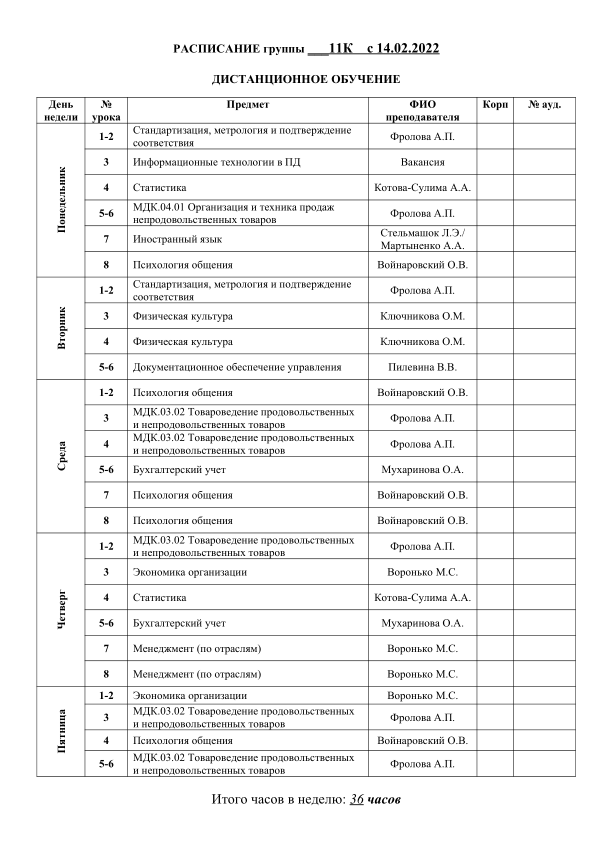 РАСПИСАНИЕ группы ___11К   с 14.02.2022
ДИСТАНЦИОННОЕ ОБУЧЕНИЕ
День недели № урока Предмет ФИО преподавателя Корп № ауд.
Понедельник
1-2 Стандартизация, метрология и подтверждение соответствия Фролова А.П.
3 Информационные технологии в ПД Вакансия
4 Статистика Котова-Сулима А.А.
5-6 МДК.04.01 Организация и техника продаж непродовольственных товаров Фролова А.П.
7 Иностранный язык Стельмашок Л.Э./ Мартыненко А.А.
8 Психология общения Войнаровский О.В.
Вторник
1-2 Стандартизация, метрология и подтверждение соответствия Фролова А.П.
3 Физическая культура Ключникова О.М.
4 Физическая культура Ключникова О.М.
5-6 Документационное обеспечение управления Пилевина В.В.
Среда
1-2 Психология общения Войнаровский О.В.
3 МДК.03.02 Товароведение продовольственных и непродовольственных товаров Фролова А.П.
4 МДК.03.02 Товароведение продовольственных и непродовольственных товаров Фролова А.П.
5-6 Бухгалтерский учет Мухаринова О.А.
7 Психология общения Войнаровский О.В.
8 Психология общения Войнаровский О.В.
Четверг
1-2 МДК.03.02 Товароведение продовольственных и непродовольственных товаров Фролова А.П.
3 Экономика организации Воронько М.С.
4 Статистика Котова-Сулима А.А.
5-6 Бухгалтерский учет Мухаринова О.А.
7 Менеджмент (по отраслям) Воронько М.С.
8 Менеджмент (по отраслям) Воронько М.С.
Пятница
1-2 Экономика организации Воронько М.С.
3 МДК.03.02 Товароведение продовольственных и непродовольственных товаров Фролова А.П.
4 Психология общения Войнаровский О.В.
5-6 МДК.03.02 Товароведение продовольственных и непродовольственных товаров Фролова А.П.
Итого часов в неделю: 36 часов